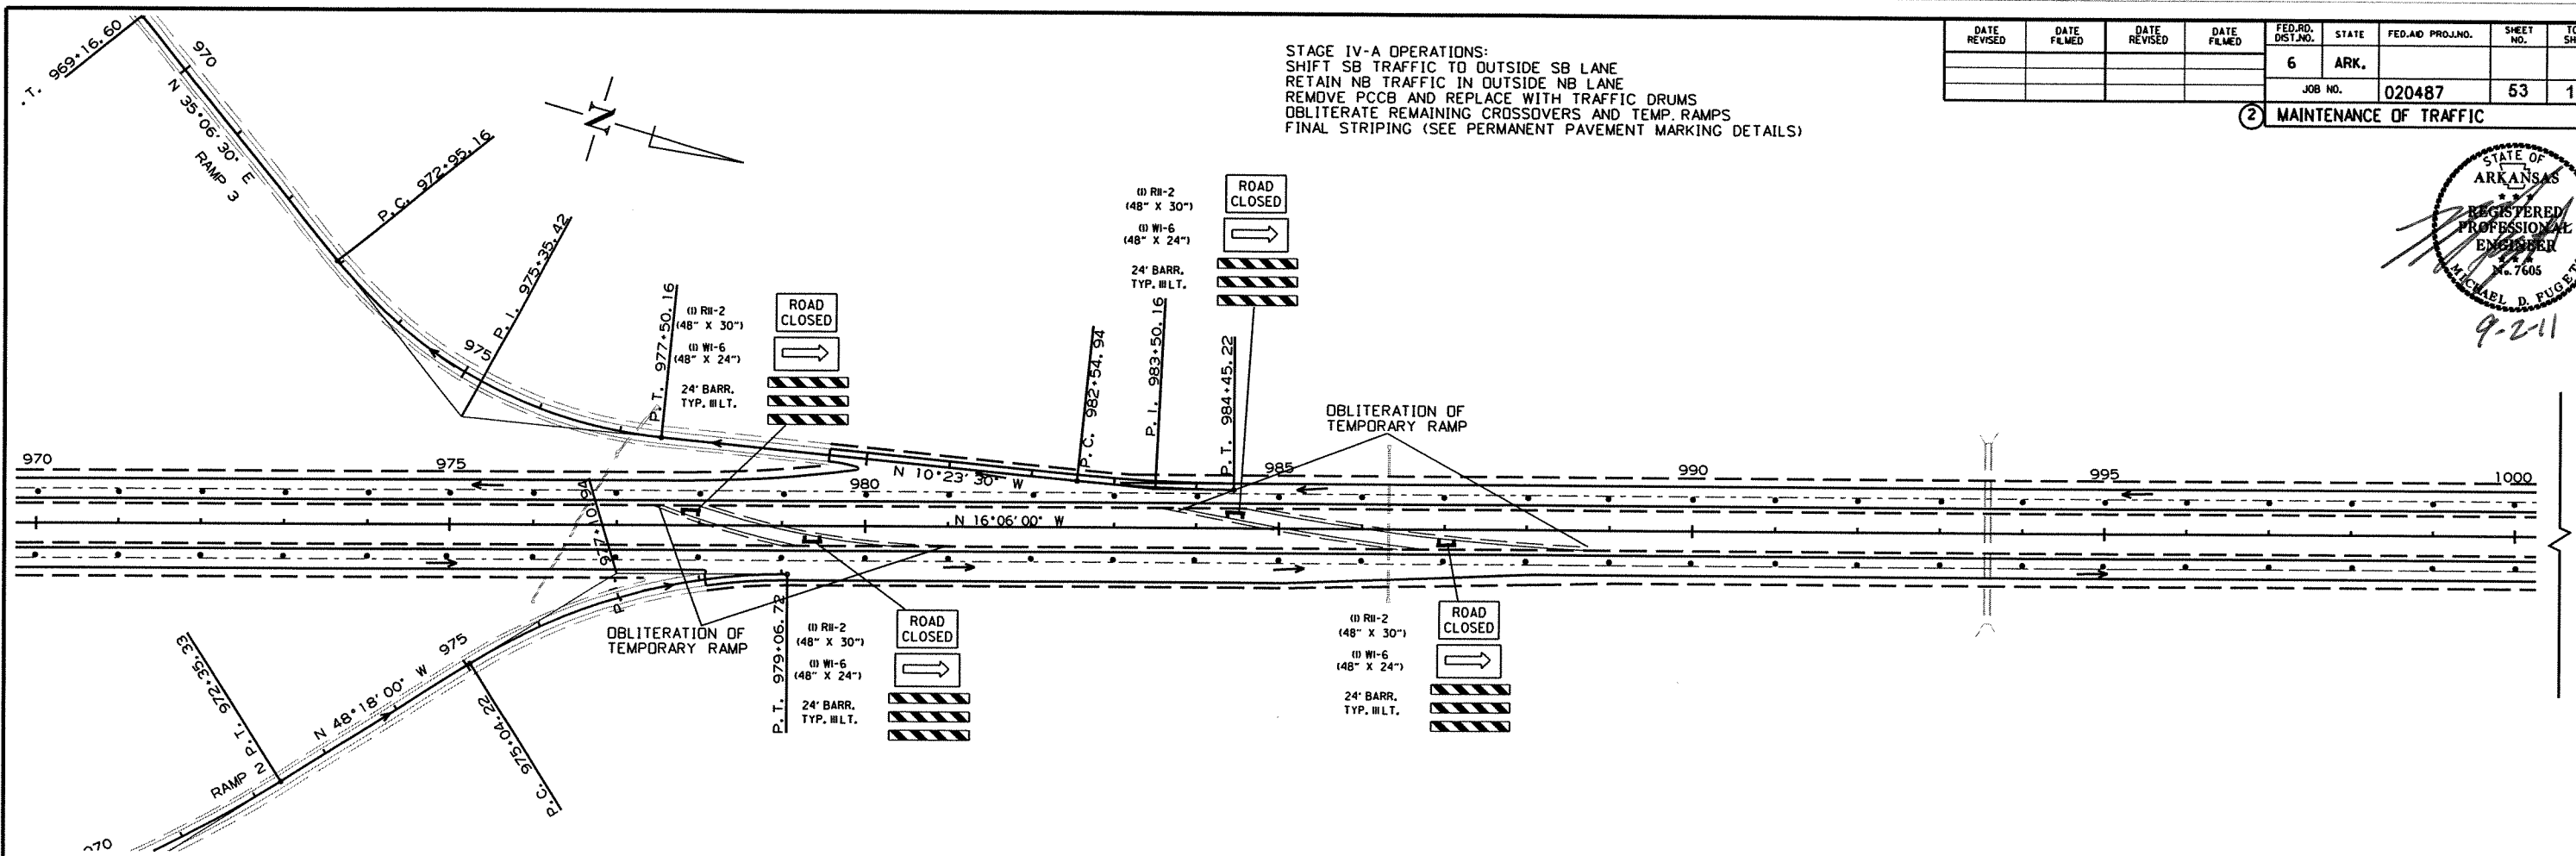 STAGE IV-A OPERATIONS:
SHIFT SB TRAFFIC TO OUTSIDE SB LANE
RETAIN NB TRAFFIC IN OUTSIDE NB LANE
REMOVE PCCB AND REPLACE WITH TRAFFIC DRUMS
OBLITERATE REMAINING CROSSOVERS AND TEMP. RAMPS
FINAL STRIPING (SEE PERMANENT PAVEMENT MARKING DETAILS)
DATE REVISED
DATE FILMED
DATE REVISED
DATE FILMED
FED.RD. DIST.NO.
STATE
FED.AID PROJ.NO.
SHEET NO.
6
ARK.
JOB NO.
020487
53
1
2
MAINTENANCE OF TRAFFIC
STATE OF
ARKANSAS
REGISTERED
PROFESSIONAL
ENGINEER
No. 7605
MICHAEL D. FUGET
9-2-11
. T. 969+16.60
970
N 35°06'30" E
RAMP 3
P.C. 972+95.16
P.I. 975+35.42
975
N
P.T. 977+50.16
(1) R11-2
(48" X 30")
ROAD
CLOSED
(1) W1-6
(48" X 24")
24' BARR.
TYP. III LT.
(1) R11-2
(48" X 30")
ROAD
CLOSED
(1) W1-6
(48" X 24")
24' BARR.
TYP. III LT.
P.C. 982+54.94
P.I. 983+50.16
P.T. 984+45.22
OBLITERATION OF
TEMPORARY RAMP
970
975
980
N 10°23'30" W
985
990
995
1000
N 16°06'00" W
977+10.94
P.
OBLITERATION OF
TEMPORARY RAMP
P.T. 979+06.72
(1) R11-2
(48" X 30")
ROAD
CLOSED
(1) W1-6
(48" X 24")
24' BARR.
TYP. III LT.
(1) R11-2
(48" X 30")
ROAD
CLOSED
(1) W1-6
(48" X 24")
24' BARR.
TYP. III LT.
P.T. 972+35.33
N 48°18'00" W
975
P.C. 975+04.22
RAMP 2
970